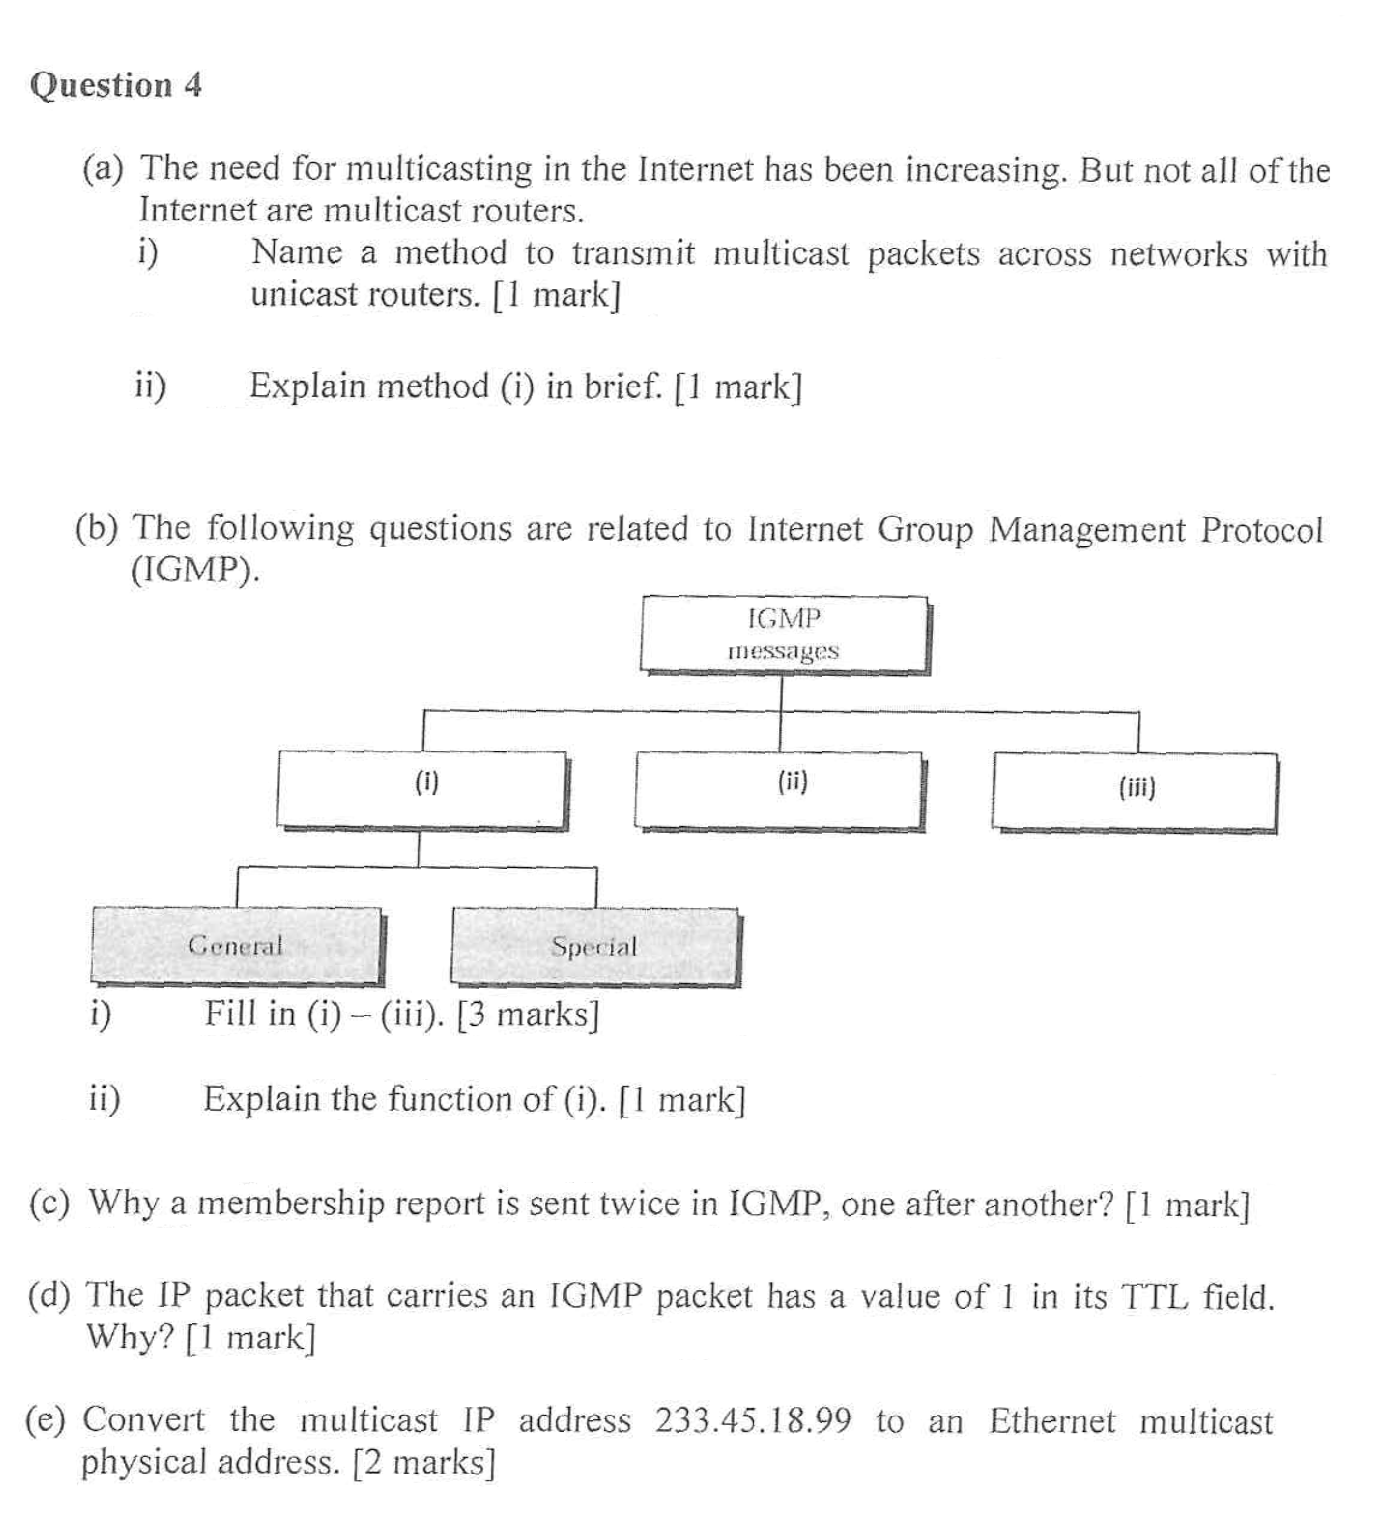 Question 4
(a) The need for multicasting in the Internet has been increasing. But not all of the
Internet are multicast routers.
i) Name a method to transmit multicast packets across networks with
unicast routers. [1 mark]
ii) Explain method (i) in brief. [1 mark]
(b) The following questions are related to Internet Group Management Protocol
(IGMP).
IGMP
messages
(i)
(ii)
(iii)
General
Special
i) Fill in (i) – (iii). [3 marks]
ii) Explain the function of (i). [1 mark]
(c) Why a membership report is sent twice in IGMP, one after another? [1 mark]
(d) The IP packet that carries an IGMP packet has a value of 1 in its TTL field.
Why? [1 mark]
(e) Convert the multicast IP address 233.45.18.99 to an Ethernet multicast
physical address. [2 marks]